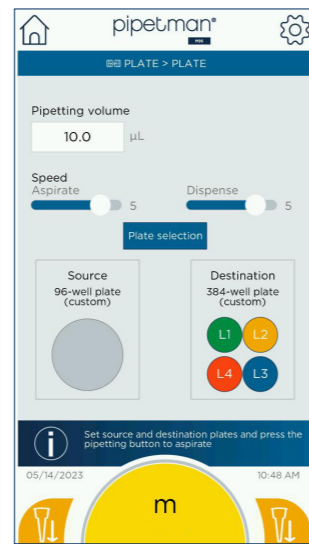 pipetman®
M96
PLATE > PLATE
Pipetting volume
10.0 µL
Speed
Aspirate Dispense
5 5
Plate selection
Source
96-well plate
(custom)
Destination
384-well plate
(custom)
L1 L2
L4 L3
i Set source and destination plates and press the
pipetting button to aspirate
05/14/2023 10:48 AM
m